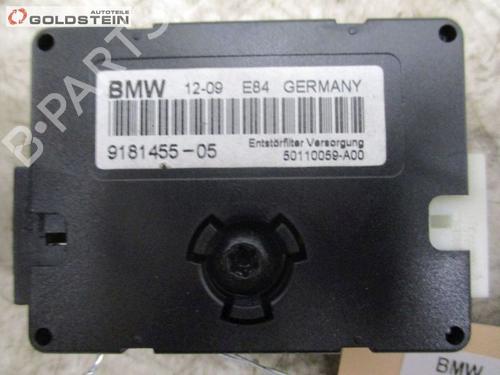 Autoteile
GOLDSTEIN
B-PARTS
BMW 12-09 E84 GERMANY
9181455-05
Entstörfilter Versorgung
50110059-A00
BMW